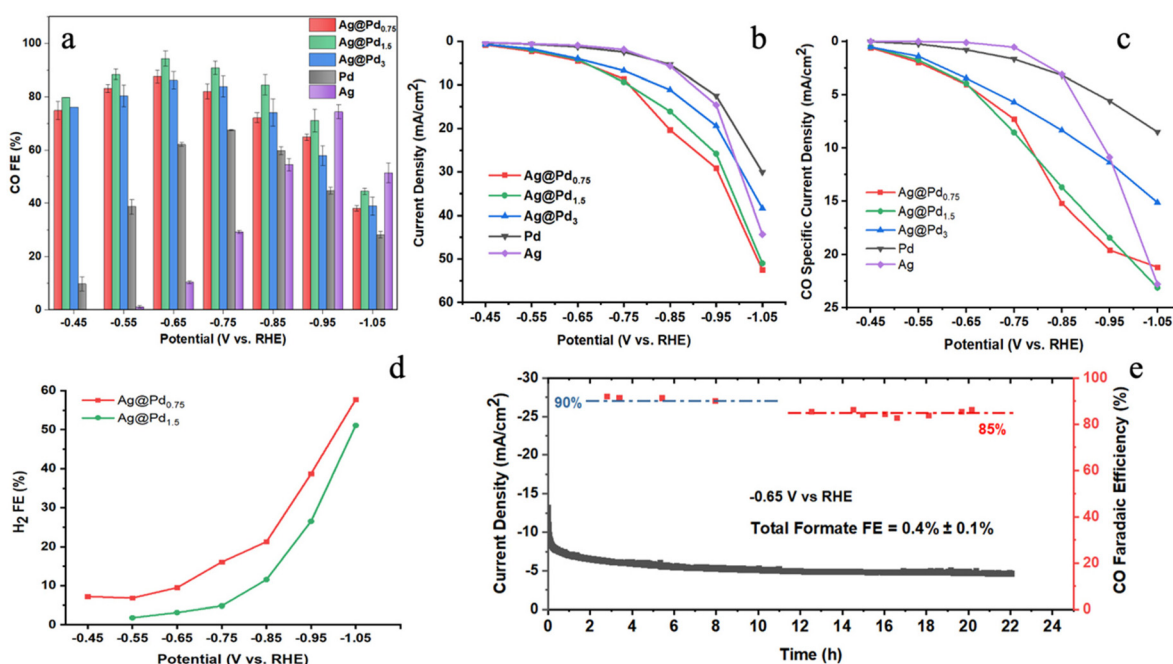 a
Ag@Pd0.75
Ag@Pd1.5
Ag@Pd3
Pd
Ag
CO FE (%)
100
80
60
40
20
0
-0.45 -0.55 -0.65 -0.75 -0.85 -0.95 -1.05
Potential (V vs. RHE)
b
Current Density (mA/cm²)
0
10
20
30
40
50
60
Ag@Pd0.75
Ag@Pd1.5
Ag@Pd3
Pd
Ag
-0.45 -0.55 -0.65 -0.75 -0.85 -0.95 -1.05
Potential (V vs. RHE)
c
CO Specific Current Density (mA/cm²)
0
5
10
15
20
25
Ag@Pd0.75
Ag@Pd1.5
Ag@Pd3
Pd
Ag
-0.45 -0.55 -0.65 -0.75 -0.85 -0.95 -1.05
Potential (V vs. RHE)
d
H2 FE (%)
60
50
40
30
20
10
0
Ag@Pd0.75
Ag@Pd1.5
-0.45 -0.55 -0.65 -0.75 -0.85 -0.95 -1.05
Potential (V vs. RHE)
e
Current Density (mA/cm²)
-30
-25
-20
-15
-10
-5
-0
90%
85%
-0.65 V vs RHE
Total Formate FE = 0.4% ± 0.1%
100
80
60
40
20
0
CO Faradaic Efficiency (%)
0 2 4 6 8 10 12 14 16 18 20 22 24
Time (h)